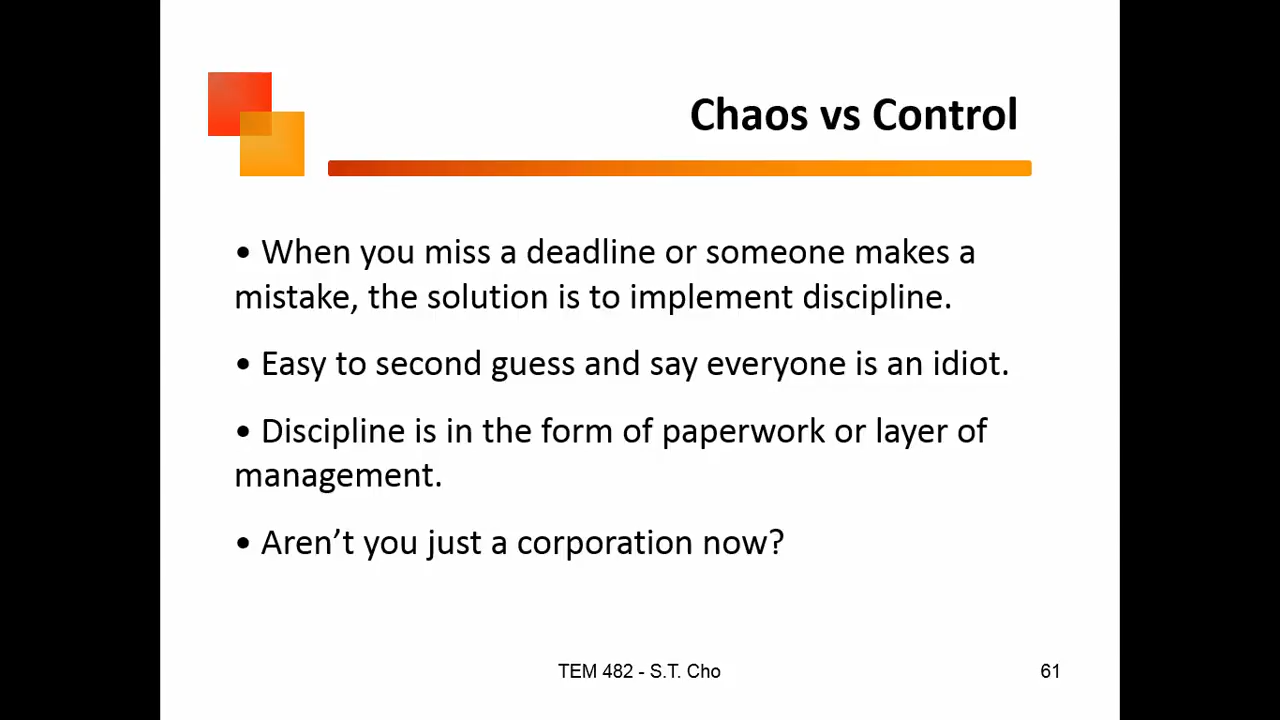 Chaos vs Control
• When you miss a deadline or someone makes a
mistake, the solution is to implement discipline.
• Easy to second guess and say everyone is an idiot.
• Discipline is in the form of paperwork or layer of
management.
• Aren’t you just a corporation now?
TEM 482 - S.T. Cho
61